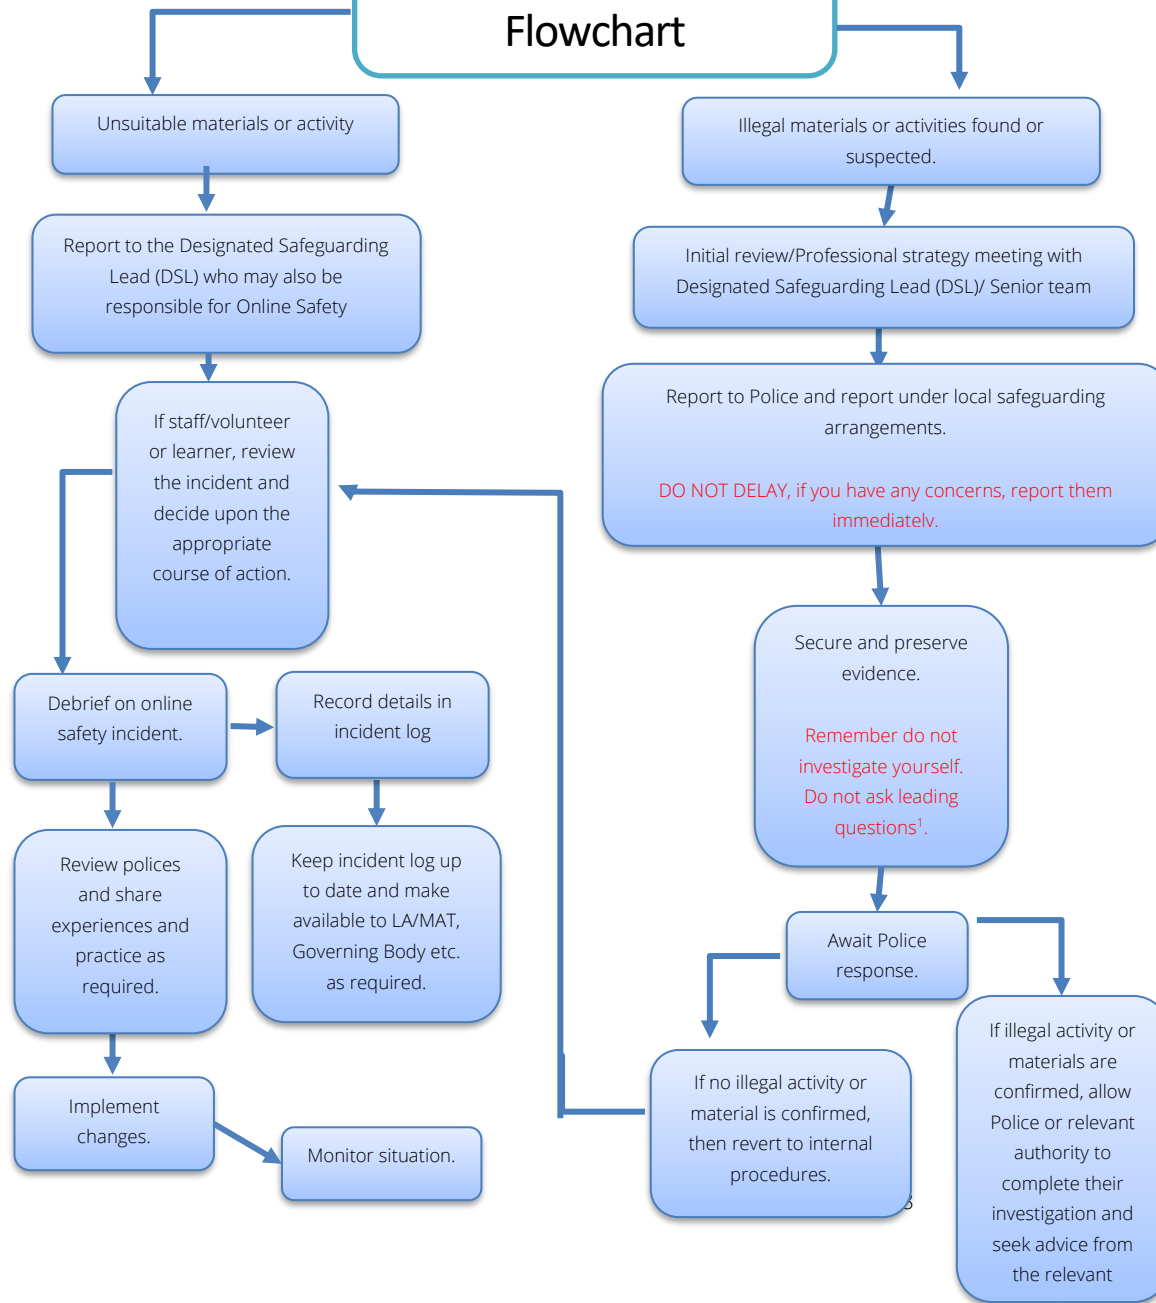 Flowchart
Unsuitable materials or activity
Report to the Designated Safeguarding
Lead (DSL) who may also be
responsible for Online Safety
If staff/volunteer
or learner, review
the incident and
decide upon the
appropriate
course of action.
Debrief on online
safety incident.
Record details in
incident log
Review polices
and share
experiences and
practice as
required.
Keep incident log up
to date and make
available to LA/MAT,
Governing Body etc.
as required.
Implement
changes.
Monitor situation.
Illegal materials or activities found or
suspected.
Initial review/Professional strategy meeting with
Designated Safeguarding Lead (DSL)/ Senior team
Report to Police and report under local safeguarding
arrangements.
DO NOT DELAY, if you have any concerns, report them
immediately.
Secure and preserve
evidence.
Remember do not
investigate yourself.
Do not ask leading
questions¹.
Await Police
response.
If no illegal activity or
material is confirmed,
then revert to internal
procedures.
If illegal activity or
materials are
confirmed, allow
Police or relevant
authority to
complete their
investigation and
seek advice from
the relevant